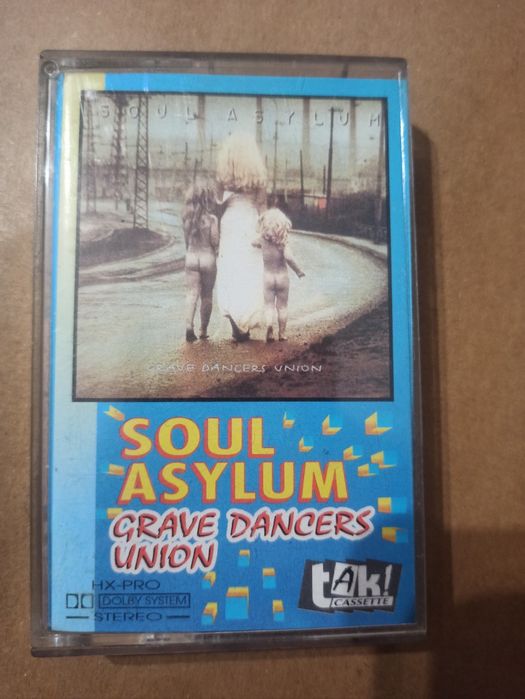 SOUL ASYLUM
GRAVE DANCERS UNION
SOUL
ASYLUM
GRAVE DANCERS
UNION
HX-PRO
DOLBY SYSTEM
STEREO
tAk!
CASSETTE